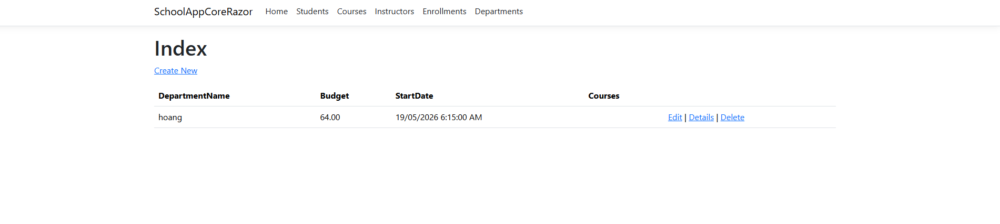 SchoolAppCoreRazor Home Students Courses Instructors Enrollments Departments
Index
Create New
DepartmentName Budget StartDate Courses
hoang 64.00 19/05/2026 6:15:00 AM Edit | Details | Delete